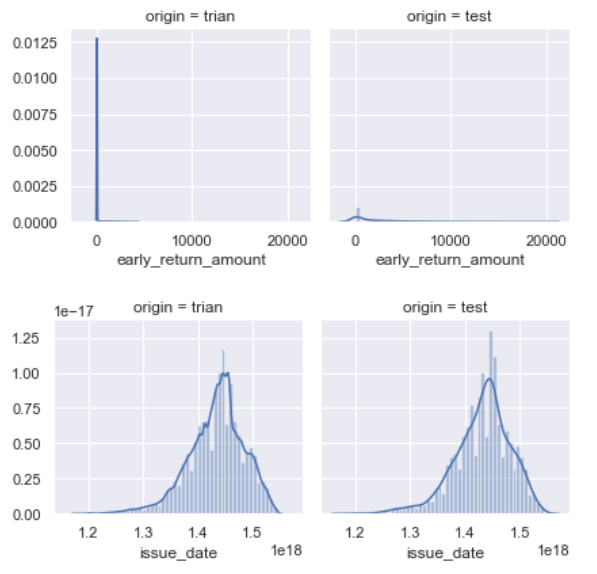 origin = trian origin = test
0.0125
0.0100
0.0075
0.0050
0.0025
0.0000
0 10000 20000 0 10000 20000
early_return_amount early_return_amount
1e−17 origin = trian origin = test
1.25
1.00
0.75
0.50
0.25
0.00
1.2 1.3 1.4 1.5 1.2 1.3 1.4 1.5
issue_date 1e18 issue_date 1e18